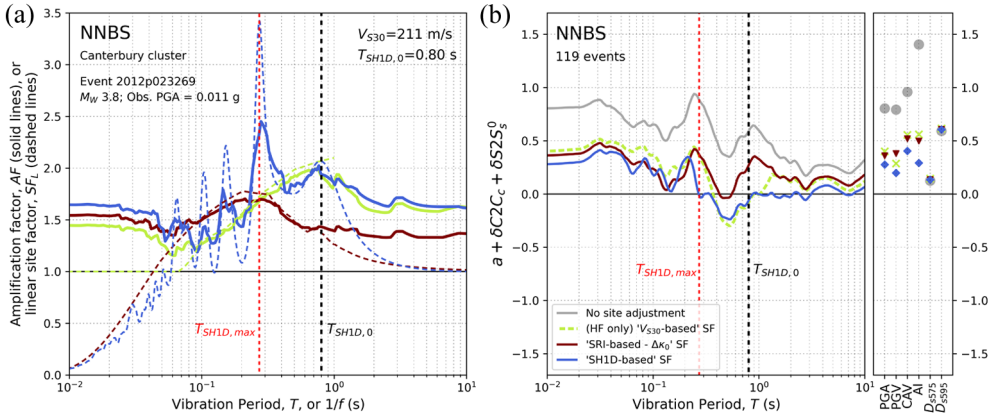 (a)
NNBS
Canterbury cluster
Event 2012p023269
M_W 3.8; Obs. PGA = 0.011 g
V_S30=211 m/s
T_SH1D,0=0.80 s
Amplification factor, AF (solid lines), or
linear site factor, SF_L (dashed lines)
3.5
3.0
2.5
2.0
1.5
1.0
0.5
0.0
T_SH1D,max
T_SH1D,0
10^-2
10^-1
10^0
10^1
Vibration Period, T, or 1/f (s)
(b)
NNBS
119 events
a + δC2C_c + δS2S_s^0
1.5
1.0
0.5
0.0
−0.5
−1.0
−1.5
T_SH1D,max
T_SH1D,0
No site adjustment
(HF only) 'V_S30-based' SF
'SRI-based - Δκ_0' SF
'SH1D-based' SF
10^-2
10^-1
10^0
10^1
Vibration Period, T (s)
1.5
1.0
0.5
0.0
−0.5
−1.0
−1.5
PGA
PGV
CAV
AI
D_s575
D_s595